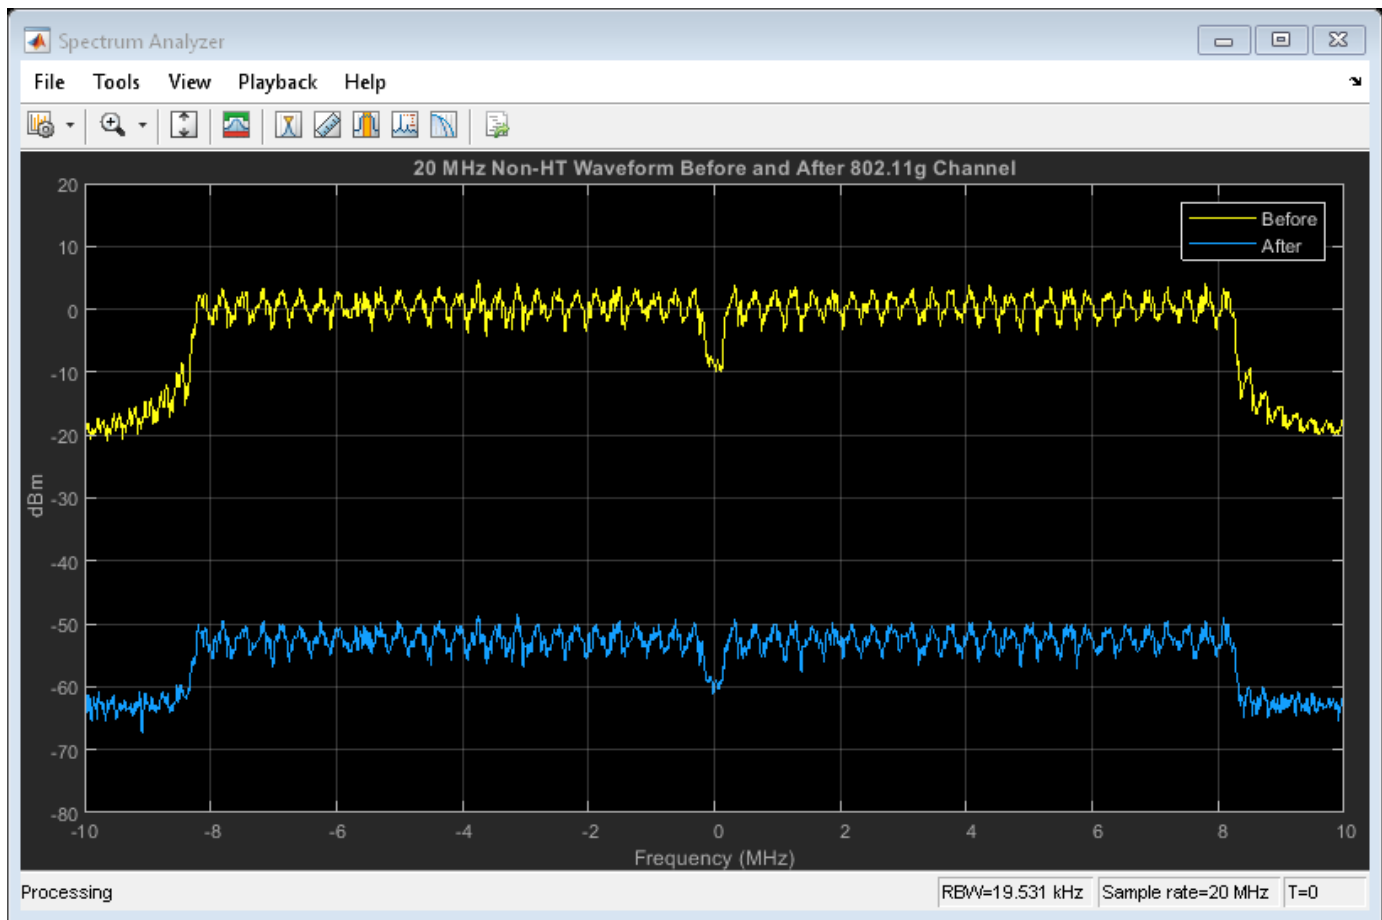 Spectrum Analyzer
File Tools View Playback Help
20 MHz Non-HT Waveform Before and After 802.11g Channel
Before
After
20
10
0
-10
-20
-30
-40
-50
-60
-70
-80
dBm
-10 -8 -6 -4 -2 0 2 4 6 8 10
Frequency (MHz)
Processing RBW=19.531 kHz Sample rate=20 MHz T=0